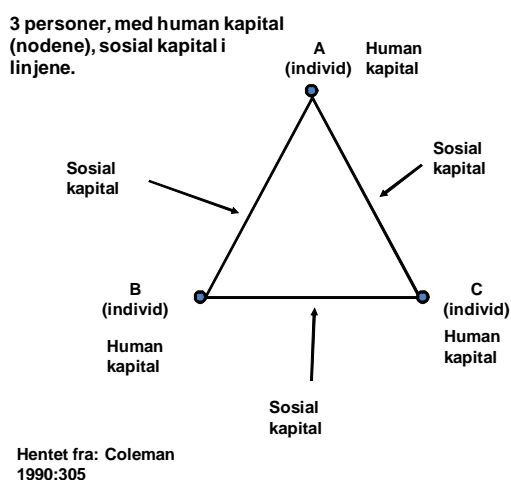 3 personer, med human kapital
(nodene), sosial kapital i
linjene.
A Human
(individ) kapital
Sosial
kapital
Sosial
kapital
B
(individ)
C
(individ)
Human
kapital
Human
kapital
Sosial
kapital
Hentet fra: Coleman
1990:305